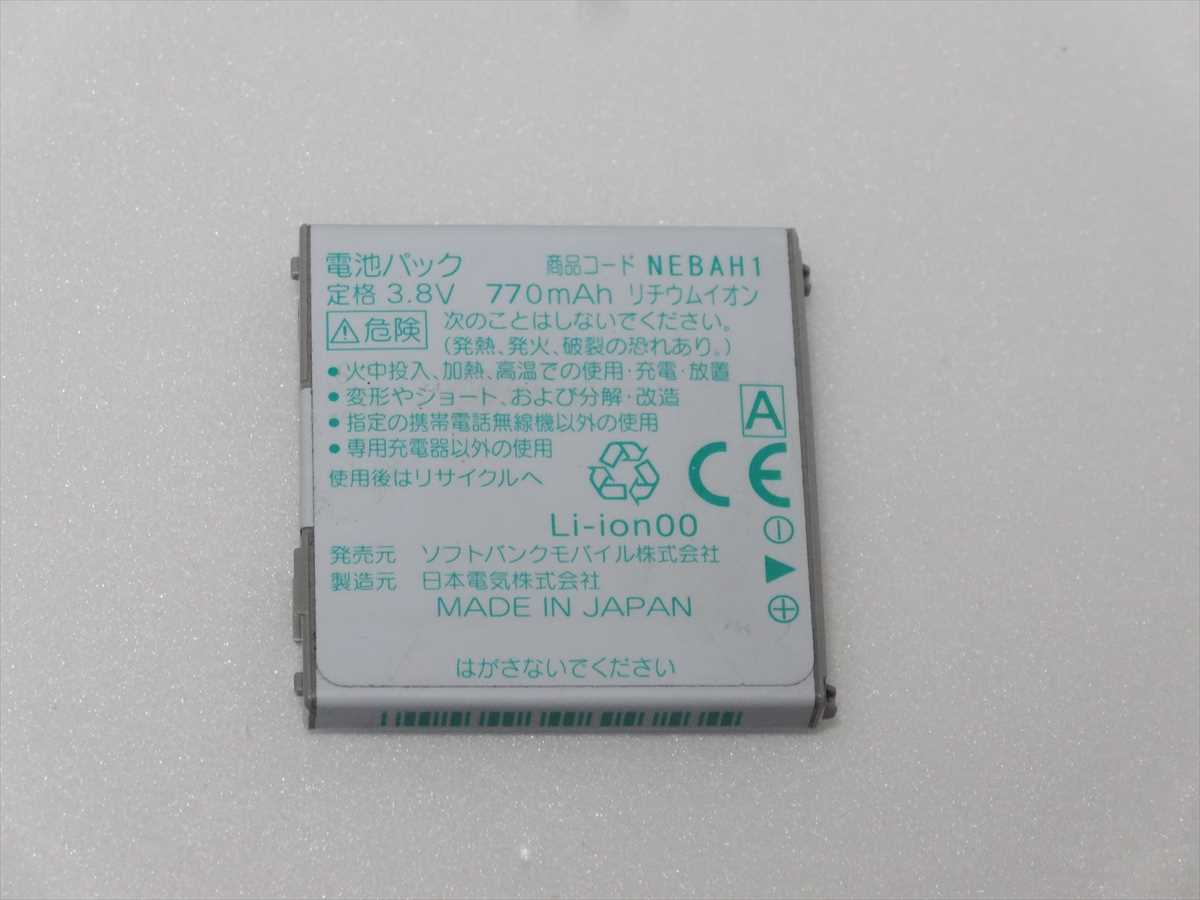 電池パック 商品コード NEBAH1
定格 3.8V 770mAh リチウムイオン
⚠危険 次のことはしないでください。
(発熱、発火、破裂の恐れあり。)
●火中投入、加熱、高温での使用・充電・放置
●変形やショート、および分解・改造
●指定の携帯電話無線機以外の使用
●専用充電器以外の使用
A
使用後はリサイクルへ
CE
Li-ion00
発売元 ソフトバンクモバイル株式会社
製造元 日本電気株式会社
MADE IN JAPAN
はがさないでください